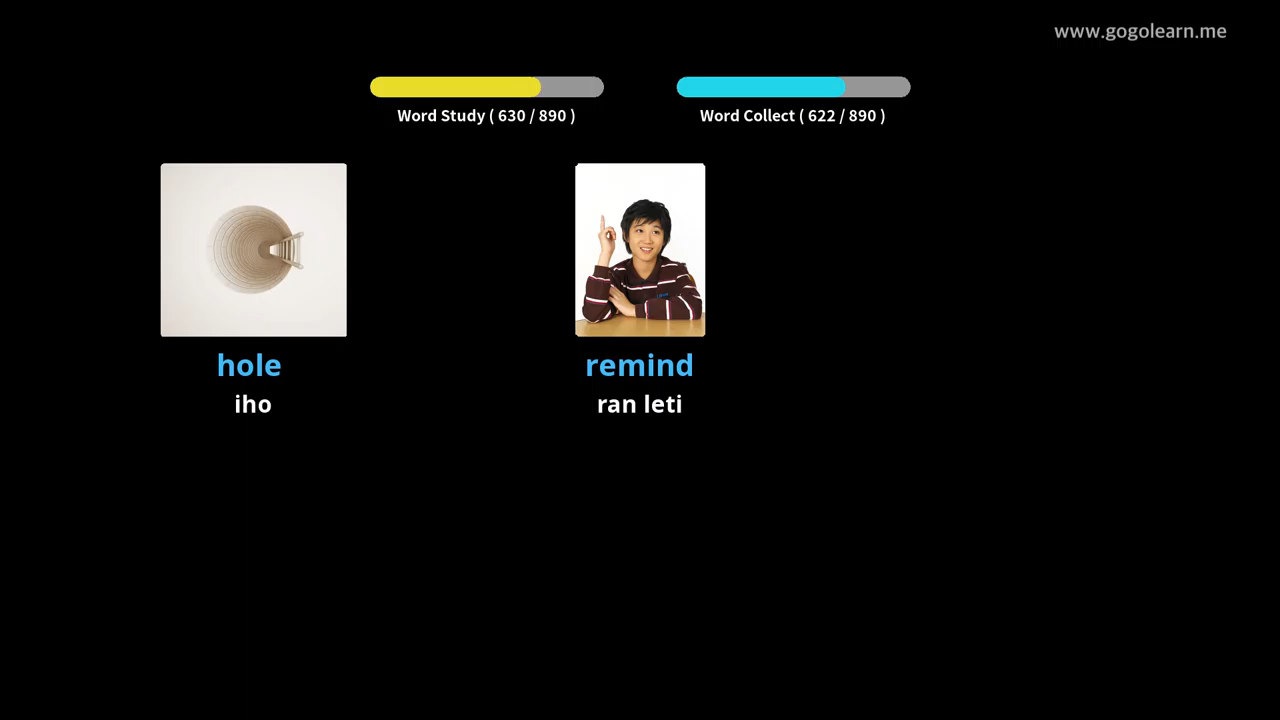 www.gogolearn.me
Word Study ( 630 / 890 )
Word Collect ( 622 / 890 )
hole
iho
remind
ran leti